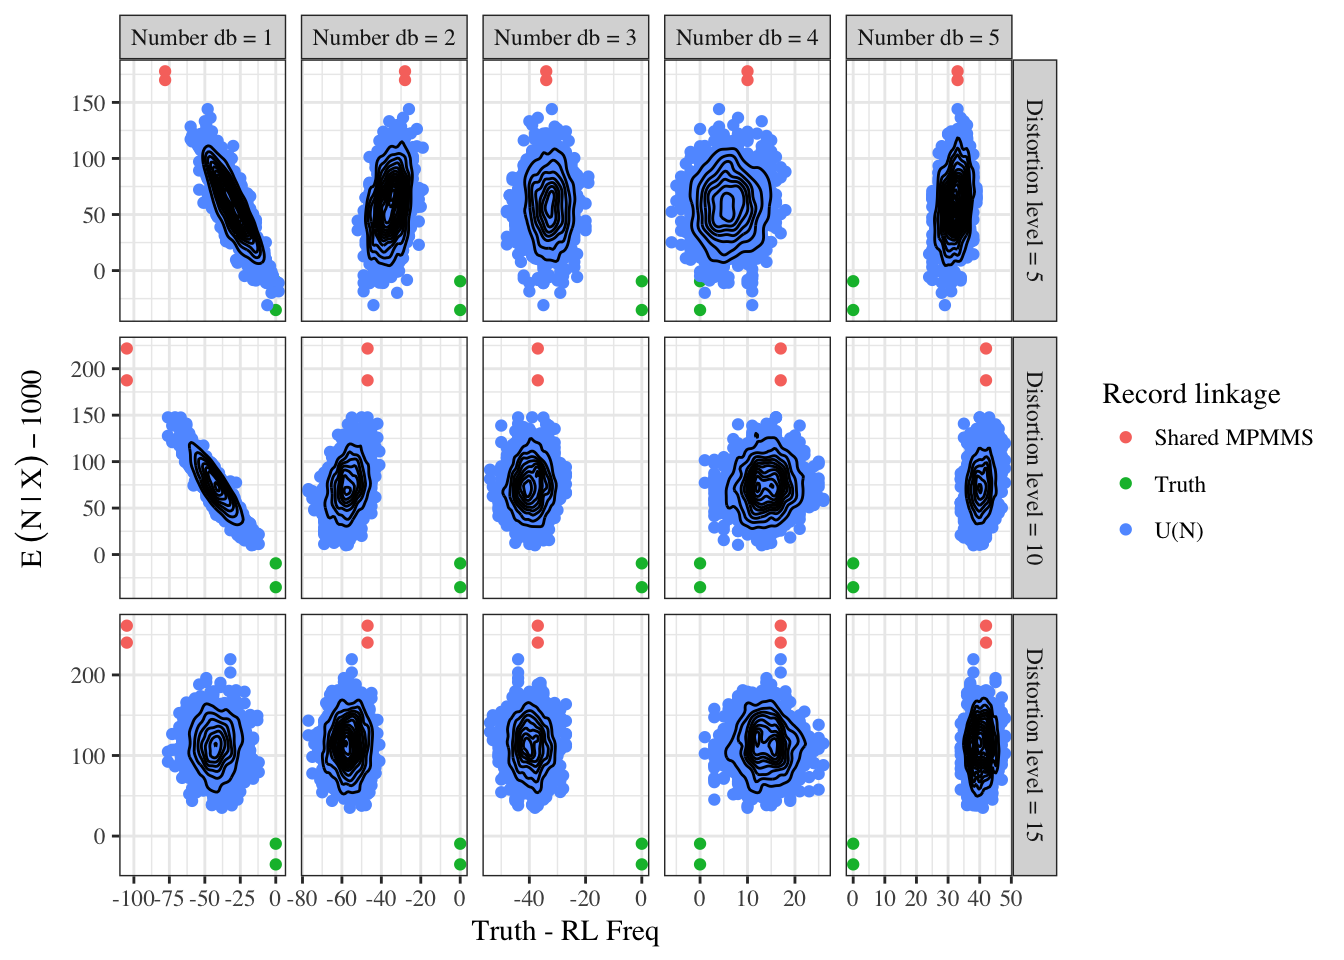 Number db = 1
Number db = 2
Number db = 3
Number db = 4
Number db = 5
150
100
50
0
Distortion level = 5
200
150
100
50
0
Distortion level = 10
200
100
0
Distortion level = 15
E (N | X) – 1000
-100 -75 -50 -25 0
-80 -60 -40 -20 0
-40 -20 0
0 10 20
0 10 20 30 40 50
Truth - RL Freq
Record linkage
Shared MPMMS
Truth
U(N)